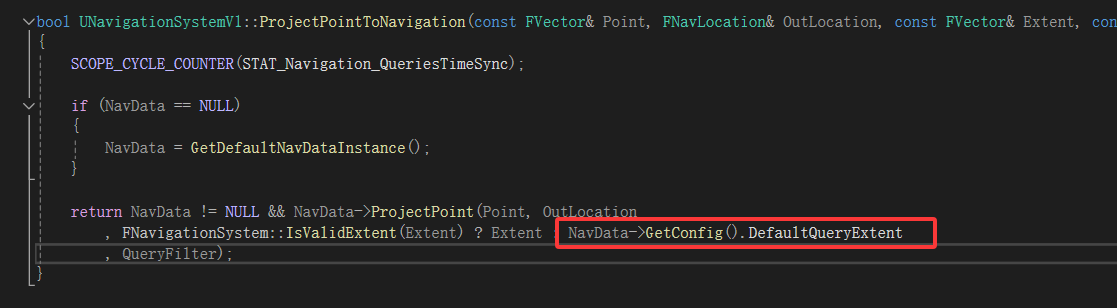 bool UNavigationSystemV1::ProjectPointToNavigation(const FVector& Point, FNavLocation& OutLocation, const FVector& Extent, con
{
SCOPE_CYCLE_COUNTER(STAT_Navigation_QueriesTimeSync);
if (NavData == NULL)
{
NavData = GetDefaultNavDataInstance();
}
return NavData != NULL && NavData->ProjectPoint(Point, OutLocation
, FNavigationSystem::IsValidExtent(Extent) ? Extent : NavData->GetConfig().DefaultQueryExtent
, QueryFilter);
}